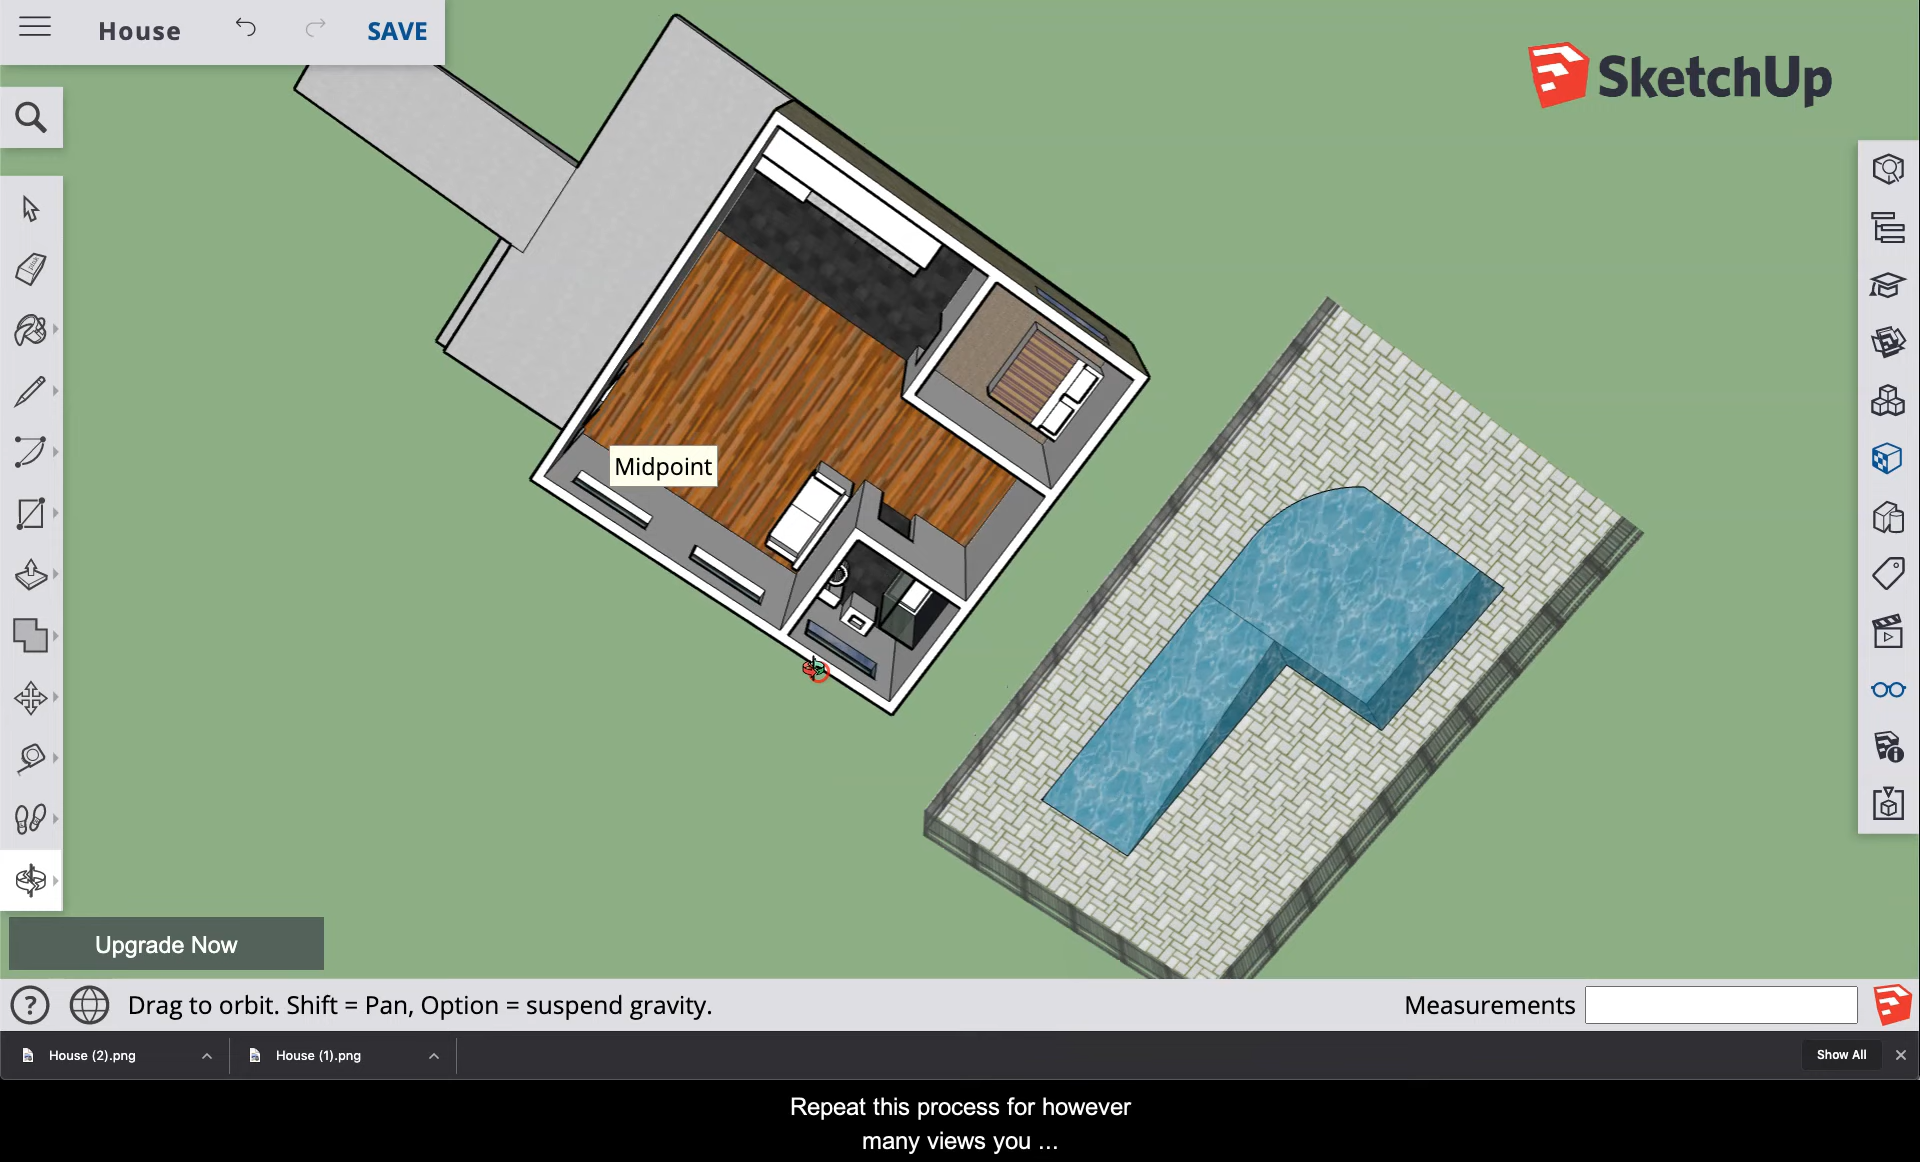 House
SAVE
SketchUp
Midpoint
Upgrade Now
?
Drag to orbit. Shift = Pan, Option = suspend gravity.
Measurements
House (2).png
House (1).png
Show All
Repeat this process for however
many views you ...